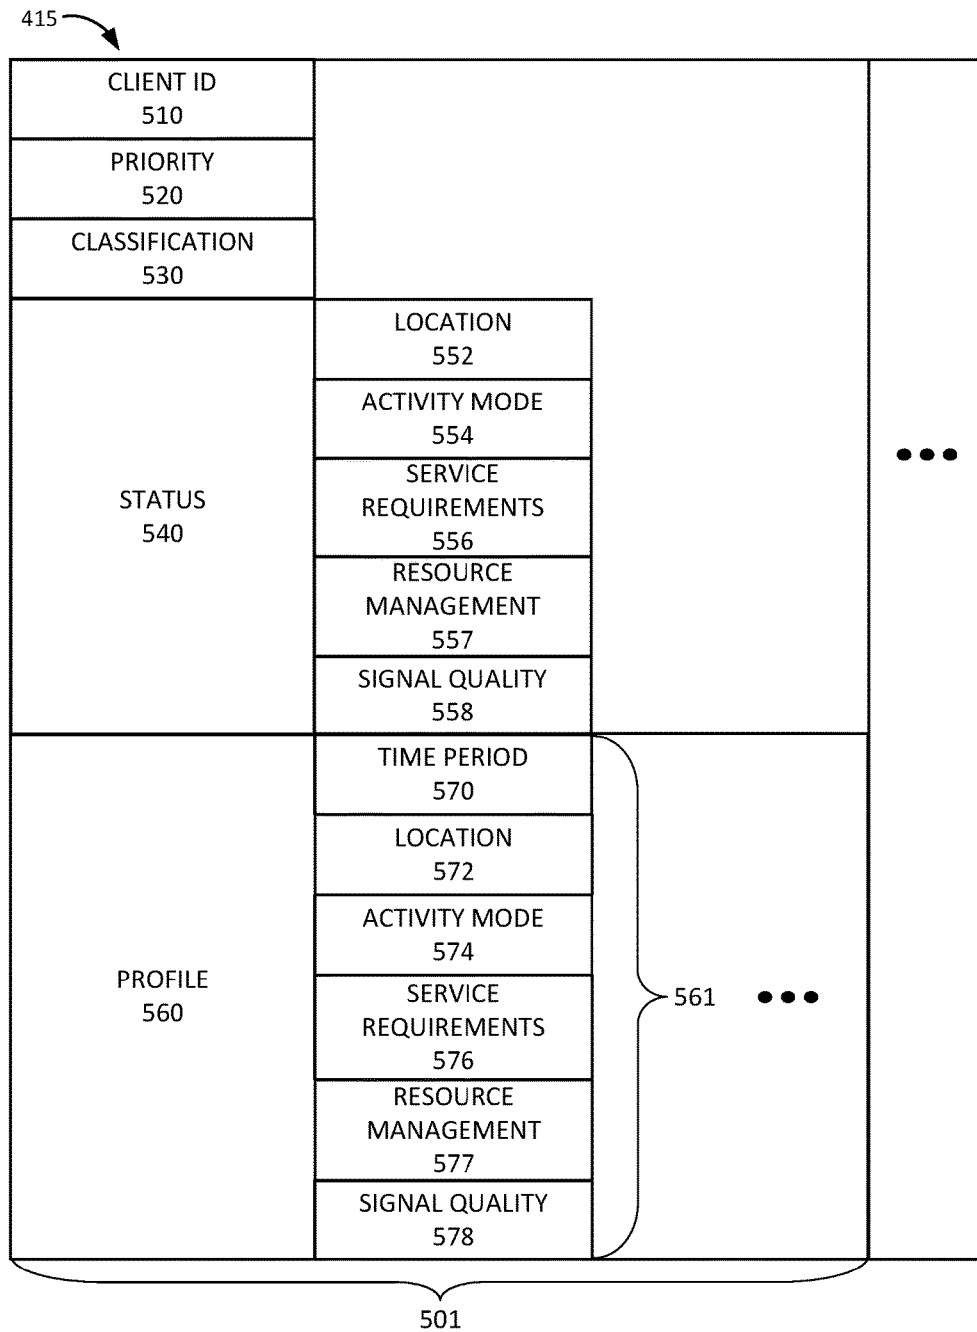 415
CLIENT ID
510
PRIORITY
520
CLASSIFICATION
530
STATUS
540
LOCATION
552
ACTIVITY MODE
554
SERVICE
REQUIREMENTS
556
RESOURCE
MANAGEMENT
557
SIGNAL QUALITY
558
PROFILE
560
TIME PERIOD
570
LOCATION
572
ACTIVITY MODE
574
SERVICE
REQUIREMENTS
576
RESOURCE
MANAGEMENT
577
SIGNAL QUALITY
578
561
501